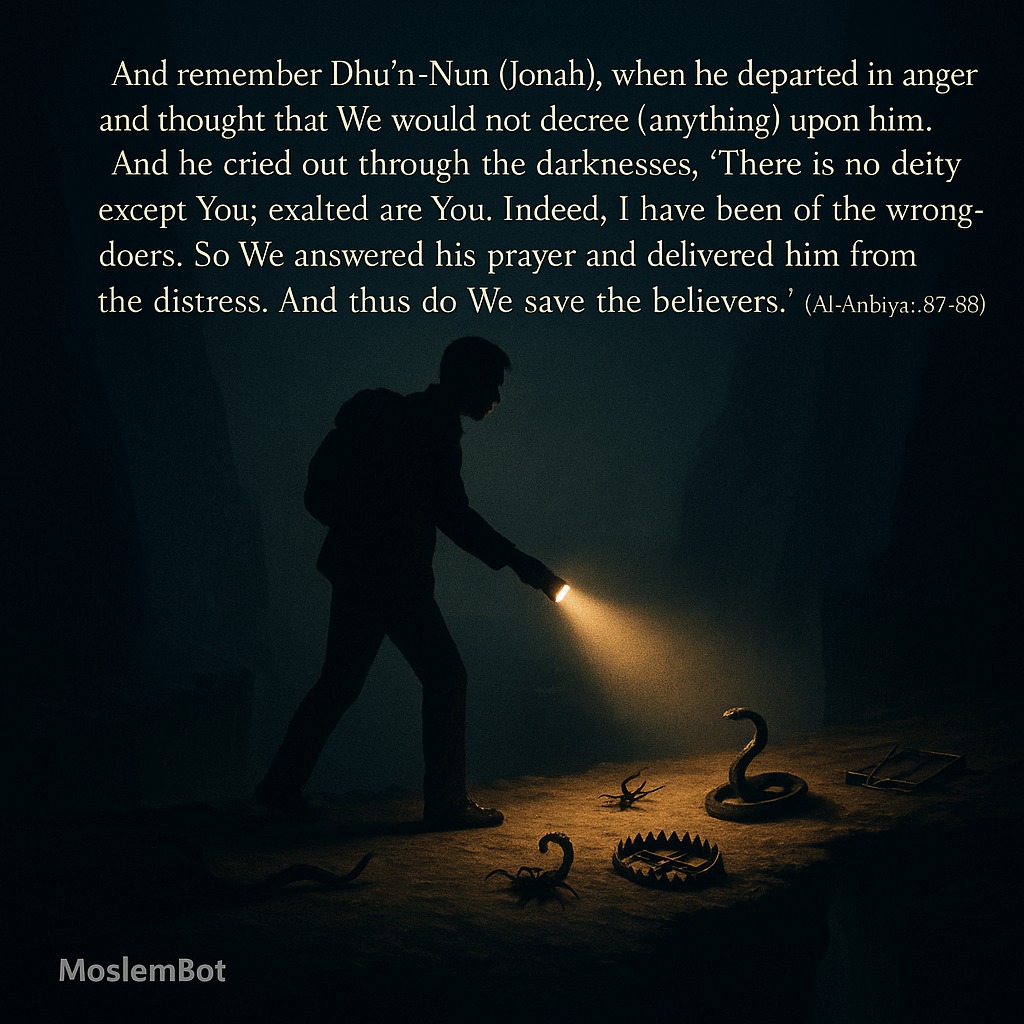 And remember Dhu’n-Nun (Jonah), when he departed in anger
and thought that We would not decree (anything) upon him.
And he cried out through the darknesses, ‘There is no deity
except You; exalted are You. Indeed, I have been of the wrong-
doers. So We answered his prayer and delivered him from
the distress. And thus do We save the believers.’ (Al-Anbiya:.87-88)
MoslemBot